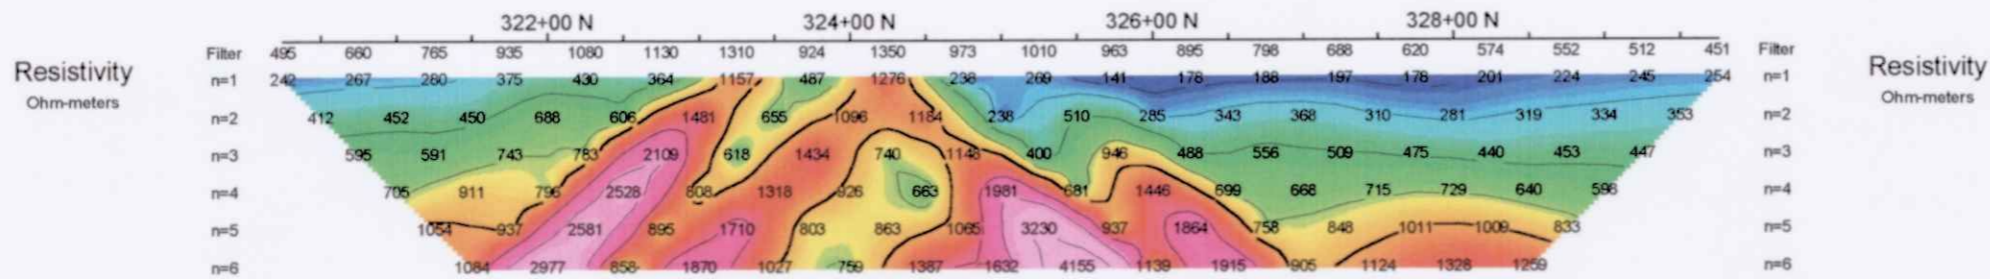 322+00 N 324+00 N 326+00 N 328+00 N
Filter 495 660 765 935 1080 1130 1310 924 1350 973 1010 963 895 798 688 620 574 552 512 451 Filter
Resistivity n=1 242 267 280 375 430 364 1157 487 1276 238 269 141 178 188 197 178 201 224 245 254 n=1 Resistivity
Ohm-meters Ohm-meters
n=2 412 452 450 688 606 1481 655 1096 1184 238 510 285 343 368 310 281 319 334 353 n=2
n=3 595 591 743 783 2109 618 1434 740 1148 400 946 488 556 509 475 440 453 447 n=3
n=4 705 911 796 2528 808 1318 926 663 1981 681 1446 699 668 715 729 640 598 n=4
n=5 1054 937 2581 895 1710 803 863 1065 3230 937 1864 758 848 1011 1009 833 n=5
n=6 1084 2977 858 1870 1027 759 1387 1632 4155 1139 1915 905 1124 1328 1259 n=6